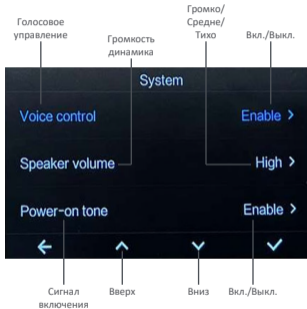 Голосовое
управление
Громкость
динамика
Громко/
Средне/
Тихо
Вкл./Выкл.
System
Voice control Enable >
Speaker volume High >
Power-on tone Enable >
Сигнал
включения
Вверх
Вниз
Вкл./Выкл.